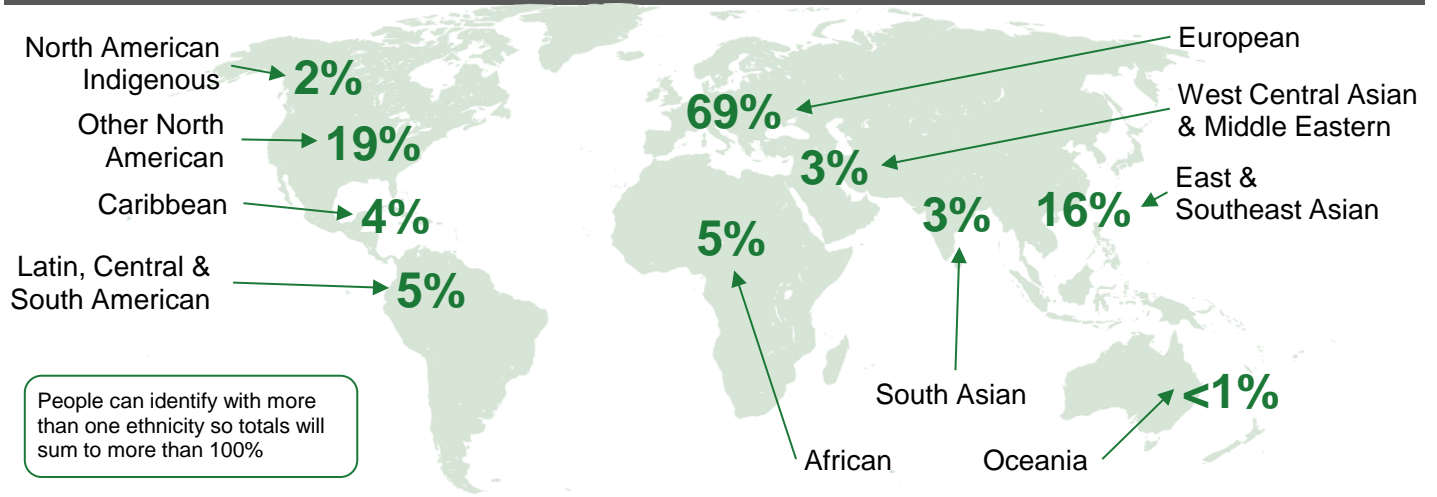 North American
Indigenous
2%
Other North
American
19%
Caribbean
4%
Latin, Central &
South American
5%
European
69%
West Central Asian
& Middle Eastern
3%
East &
Southeast Asian
16%
3%
South Asian
5%
African
<1%
Oceania
People can identify with more
than one ethnicity so totals will
sum to more than 100%